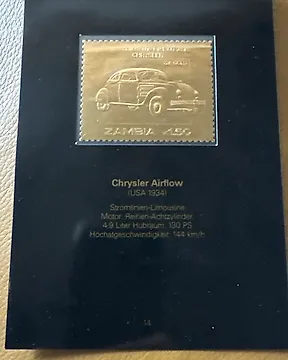 CHRYSLER
ZAMBIA K1.50
Chrysler Airflow
(USA 1934)
Stromlinien-Limousine
Motor: Reihen-Achtzylinder
4,9 Liter Hubraum, 130 PS
Höchstgeschwindigkeit: 144 km/h
14